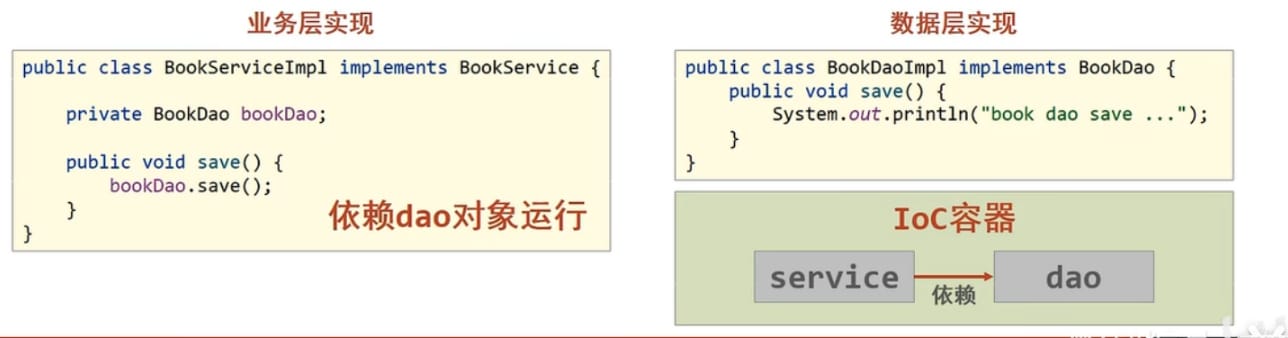 业务层实现
public class BookServiceImpl implements BookService {
private BookDao bookDao;
public void save() {
bookDao.save();
}
}
依赖dao对象运行
数据层实现
public class BookDaoImpl implements BookDao {
public void save() {
System.out.println("book dao save ...");
}
}
IoC容器
service
依赖
dao